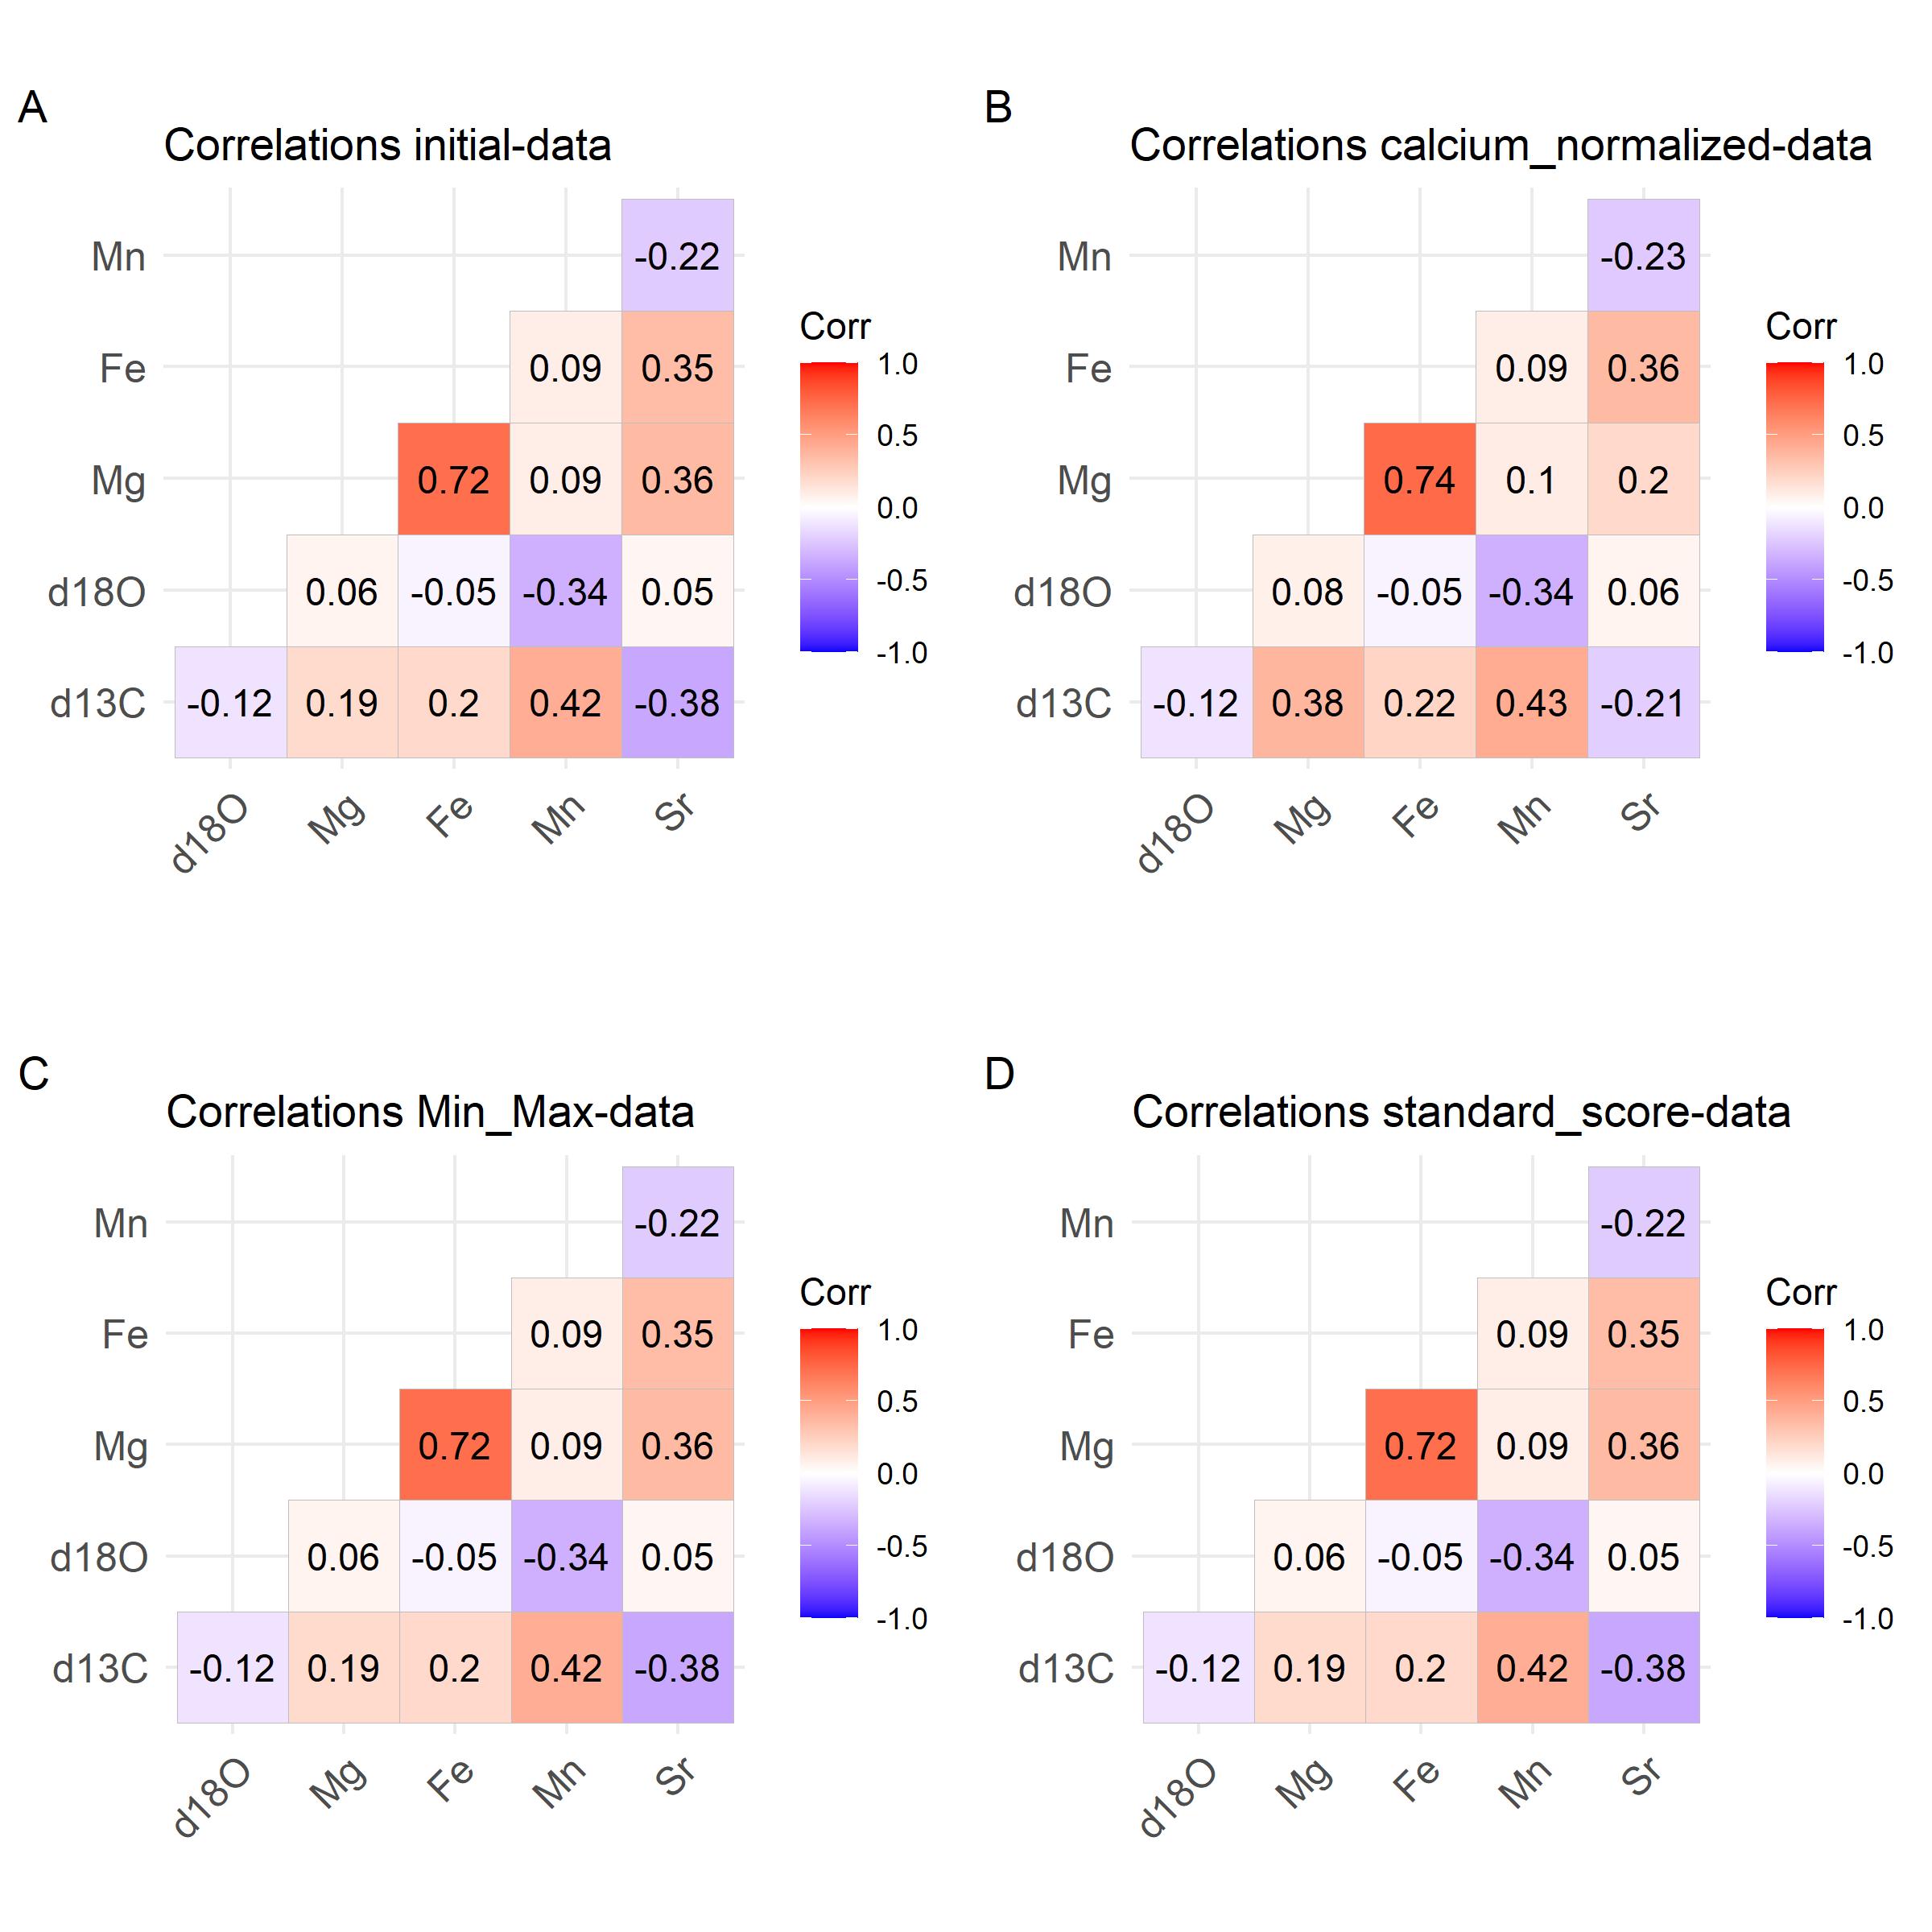 A
Correlations initial-data
Mn
-0.22
Fe
0.09 0.35
Mg
0.72 0.09 0.36
d18O
0.06 -0.05 -0.34 0.05
d13C
-0.12 0.19 0.2 0.42 -0.38
d18O Mg Fe Mn Sr
Corr
1.0
0.5
0.0
-0.5
-1.0
B
Correlations calcium_normalized-data
Mn
-0.23
Fe
0.09 0.36
Mg
0.74 0.1 0.2
d18O
0.08 -0.05 -0.34 0.06
d13C
-0.12 0.38 0.22 0.43 -0.21
d18O Mg Fe Mn Sr
Corr
1.0
0.5
0.0
-0.5
-1.0
C
Correlations Min_Max-data
Mn
-0.22
Fe
0.09 0.35
Mg
0.72 0.09 0.36
d18O
0.06 -0.05 -0.34 0.05
d13C
-0.12 0.19 0.2 0.42 -0.38
d18O Mg Fe Mn Sr
Corr
1.0
0.5
0.0
-0.5
-1.0
D
Correlations standard_score-data
Mn
-0.22
Fe
0.09 0.35
Mg
0.72 0.09 0.36
d18O
0.06 -0.05 -0.34 0.05
d13C
-0.12 0.19 0.2 0.42 -0.38
d18O Mg Fe Mn Sr
Corr
1.0
0.5
0.0
-0.5
-1.0